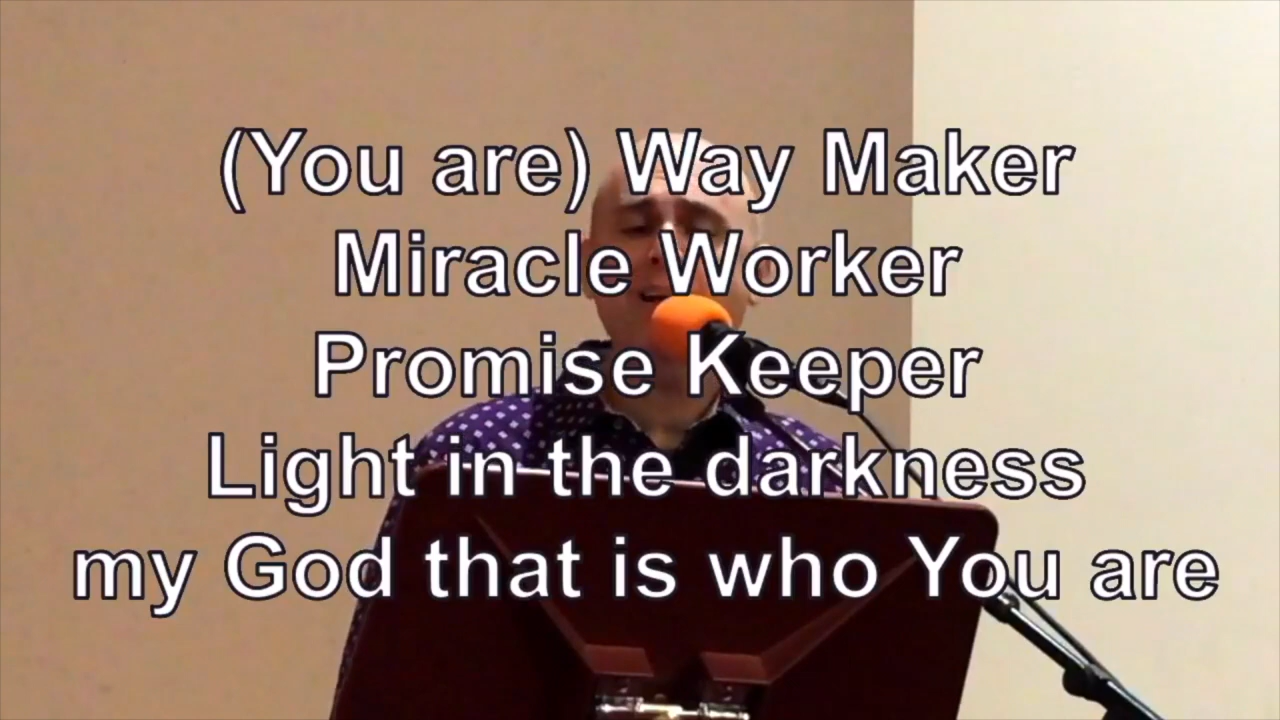 (You are) Way Maker
Miracle Worker
Promise Keeper
Light in the darkness
my God that is who You are